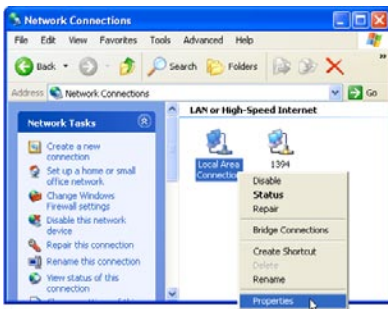 Network Connections
File Edit View Favorites Tools Advanced Help
Back Search Folders
Address Network Connections Go
Network Tasks
Create a new
connection
Set up a home or small
office network
Change Windows
Firewall settings
Disable this network
device
Repair this connection
Rename this connection
View status of this
connection
LAN or High-Speed Internet
Local Area
Connection
1394
Disable
Status
Repair
Bridge Connections
Create Shortcut
Delete
Rename
Properties